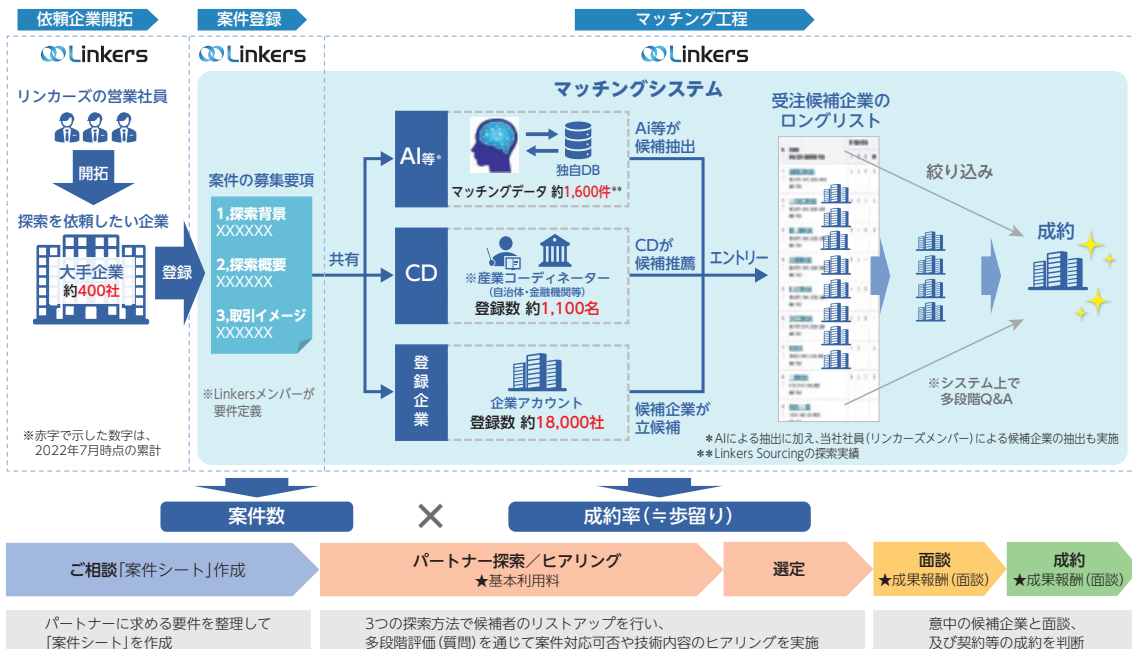 依頼企業開拓
案件登録
マッチング工程
Linkers
Linkers
Linkers
リンカーズの営業社員
開拓
探索を依頼したい企業
大手企業
約400社
登録
※赤字で示した数字は、
2022年7月時点の累計
案件の募集要項
1,探索背景
XXXXXX
2,探索概要
XXXXXX
3,取引イメージ
XXXXXX
※Linkersメンバーが
要件定義
共有
マッチングシステム
AI等*
独自DB
マッチングデータ 約1,600件**
Ai等が
候補抽出
CD
※産業コーディネーター
(自治体・金融機関等)
登録数 約1,100名
CDが
候補推薦
エントリー
登録企業
企業アカウント
登録数 約18,000社
候補企業が
立候補
受注候補企業の
ロングリスト
絞り込み
成約
※システム上で
多段階Q&A
*AIによる抽出に加え、当社社員(リンカーズメンバー)による候補企業の抽出も実施
**Linkers Sourcingの探索実績
案件数
×
成約率(≒歩留り)
ご相談「案件シート」作成
パートナー探索/ヒアリング
★基本利用料
選定
面談
★成果報酬(面談)
成約
★成果報酬(面談)
パートナーに求める要件を整理して
「案件シート」を作成
3つの探索方法で候補者のリストアップを行い、
多段階評価(質問)を通じて案件対応可否や技術内容のヒアリングを実施
意中の候補企業と面談、
及び契約等の成約を判断